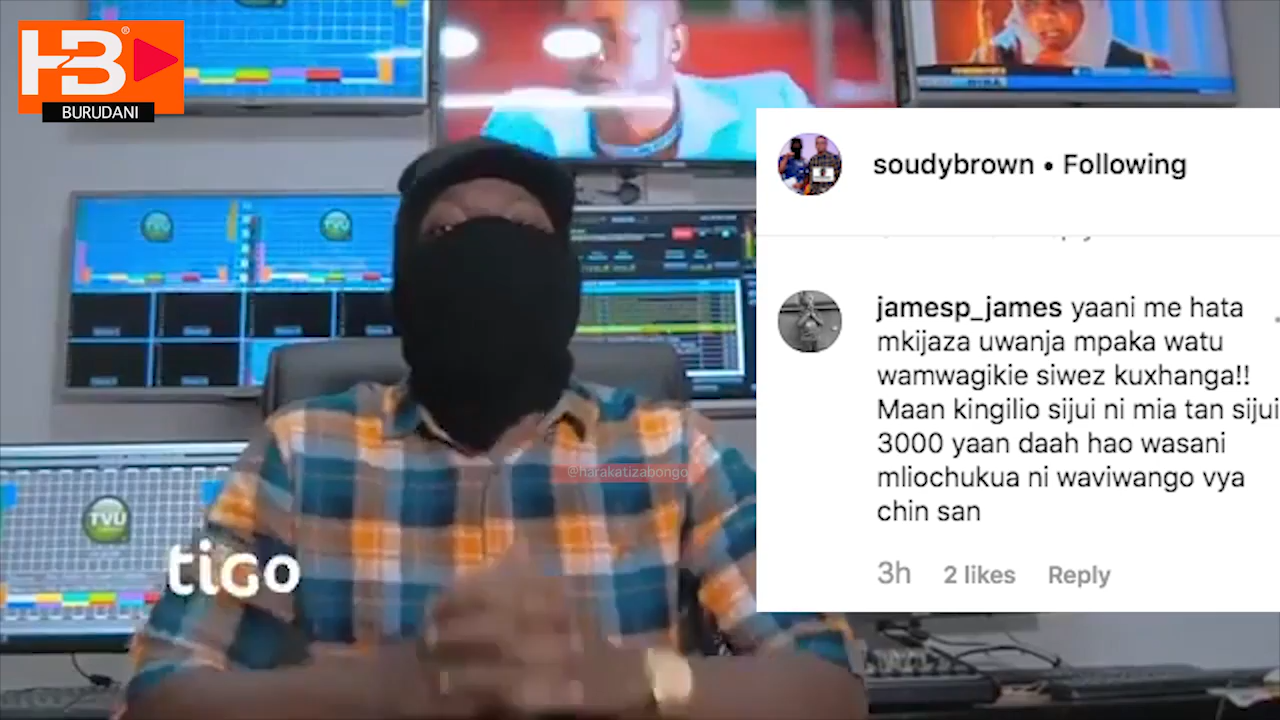 HB®
BURUDANI
soudybrown • Following
jamesp_james yaani me hata
mkijaza uwanja mpaka watu
wamwagikie siwez kuxhanga!!
Maan kingilio sijui ni mia tan sijui
3000 yaan daah hao wasani
mliochukua ni waviwango vya
chin san
3h 2 likes Reply
@harakatizabongo
TVU
tiGo